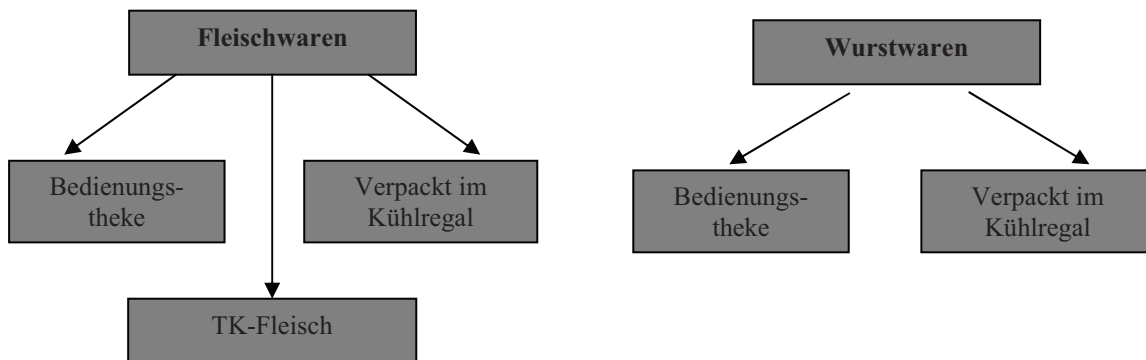 Fleischwaren
Bedienungs-
theke
Verpackt im
Kühlregal
TK-Fleisch
Wurstwaren
Bedienungs-
theke
Verpackt im
Kühlregal